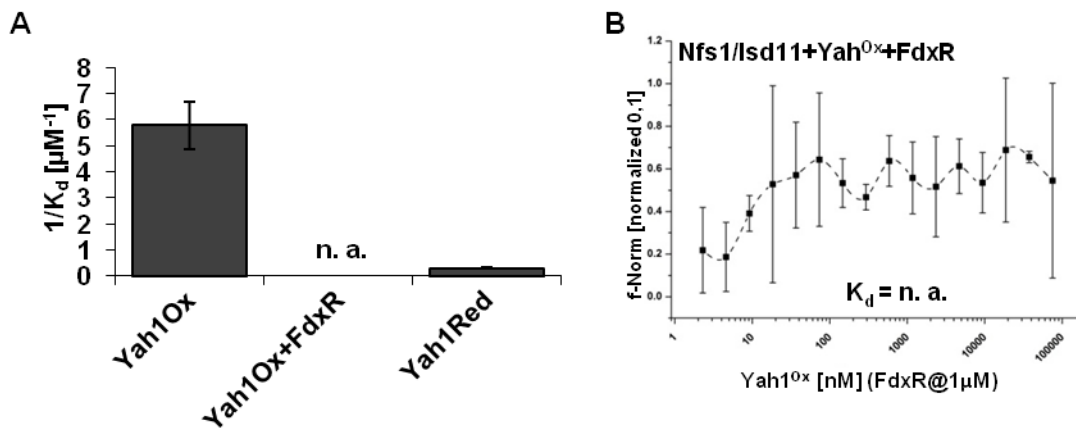 A
8
7
6
5
4
3
2
1
0
1/Kd [µM-1]
n. a.
Yah1Ox
Yah1Ox+FdxR
Yah1Red
B
Nfs1/Isd11+YahOx+FdxR
1.2
1.0
0.8
0.6
0.4
0.2
0.0
f-Norm [normalized 0,1]
Kd = n. a.
1
10
100
1000
10000
100000
Yah1Ox [nM] (FdxR@1µM)